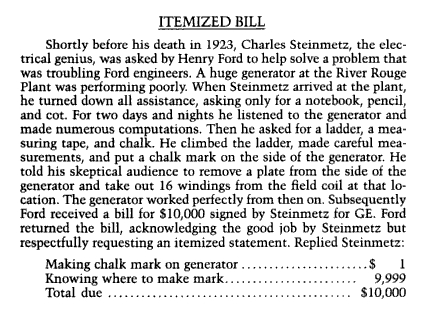 ITEMIZED BILL
Shortly before his death in 1923, Charles Steinmetz, the elec-
trical genius, was asked by Henry Ford to help solve a problem that
was troubling Ford engineers. A huge generator at the River Rouge
Plant was performing poorly. When Steinmetz arrived at the plant,
he turned down all assistance, asking only for a notebook, pencil,
and cot. For two days and nights he listened to the generator and
made numerous computations. Then he asked for a ladder, a mea-
suring tape, and chalk. He climbed the ladder, made careful mea-
surements, and put a chalk mark on the side of the generator. He
told his skeptical audience to remove a plate from the side of the
generator and take out 16 windings from the field coil at that lo-
cation. The generator worked perfectly from then on. Subsequently
Ford received a bill for $10,000 signed by Steinmetz for GE. Ford
returned the bill, acknowledging the good job by Steinmetz but
respectfully requesting an itemized statement. Replied Steinmetz:
Making chalk mark on generator ........................$ 1
Knowing where to make mark......................... 9,999
Total due ............................................. $10,000